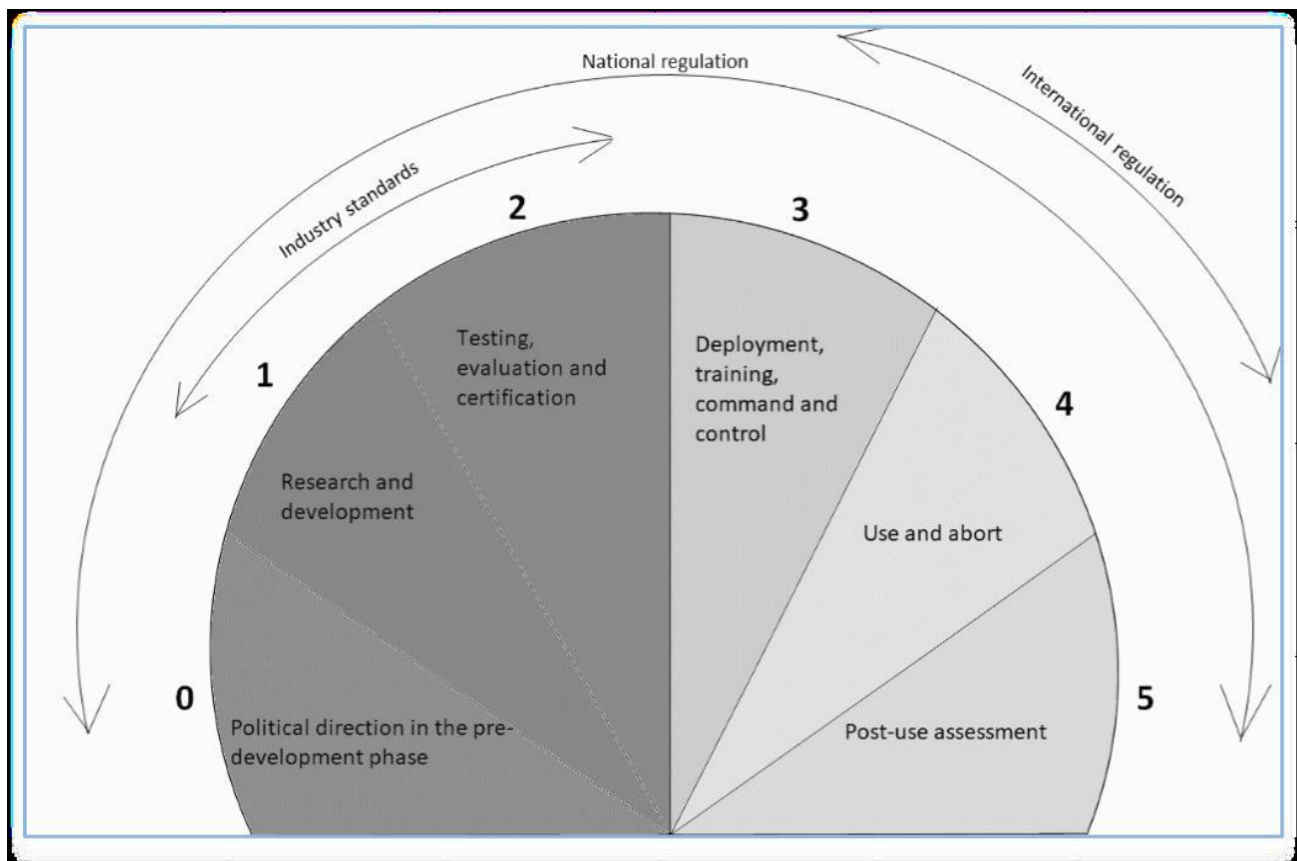 National regulation
International regulation
Industry standards
2
3
1
4
Testing,
evaluation and
certification
Deployment,
training,
command and
control
Research and
development
Use and abort
0
5
Political direction in the pre-
development phase
Post-use assessment